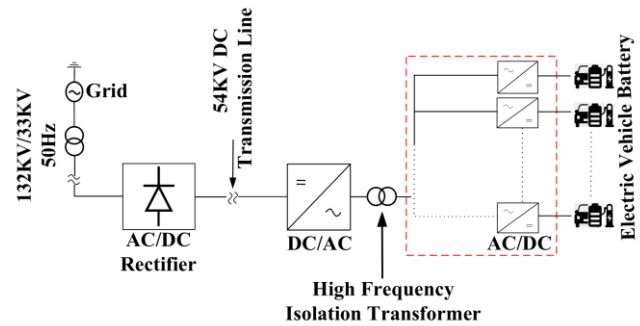 Grid
132KV/33KV
50Hz
AC/DC
Rectifier
54KV DC
Transmission Line
=
~
DC/AC
High Frequency
Isolation Transformer
~
=
~
=
~
=
AC/DC
Electric Vehicle Battery